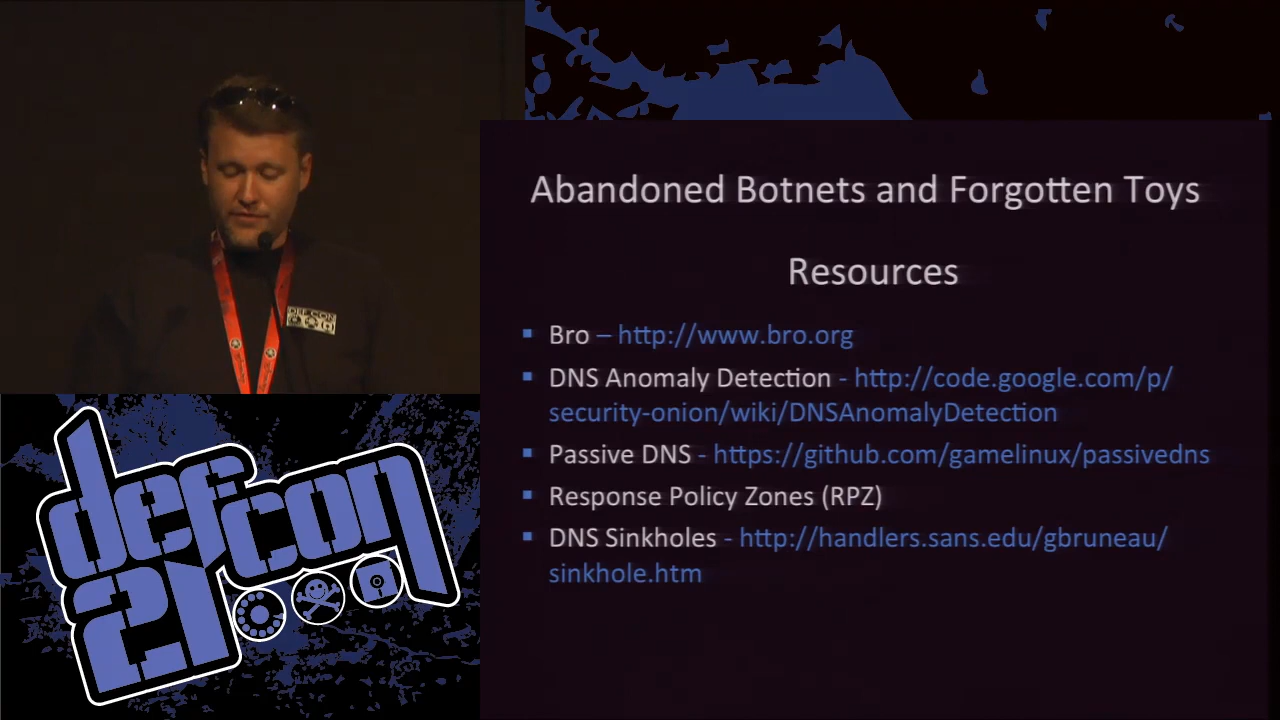 Abandoned Botnets and Forgotten Toys
Resources
Bro – http://www.bro.org
DNS Anomaly Detection - http://code.google.com/p/
security-onion/wiki/DNSAnomalyDetection
Passive DNS - https://github.com/gamelinux/passivedns
Response Policy Zones (RPZ)
DNS Sinkholes - http://handlers.sans.edu/gbruneau/
sinkhole.htm
DEF CON
defcon
21